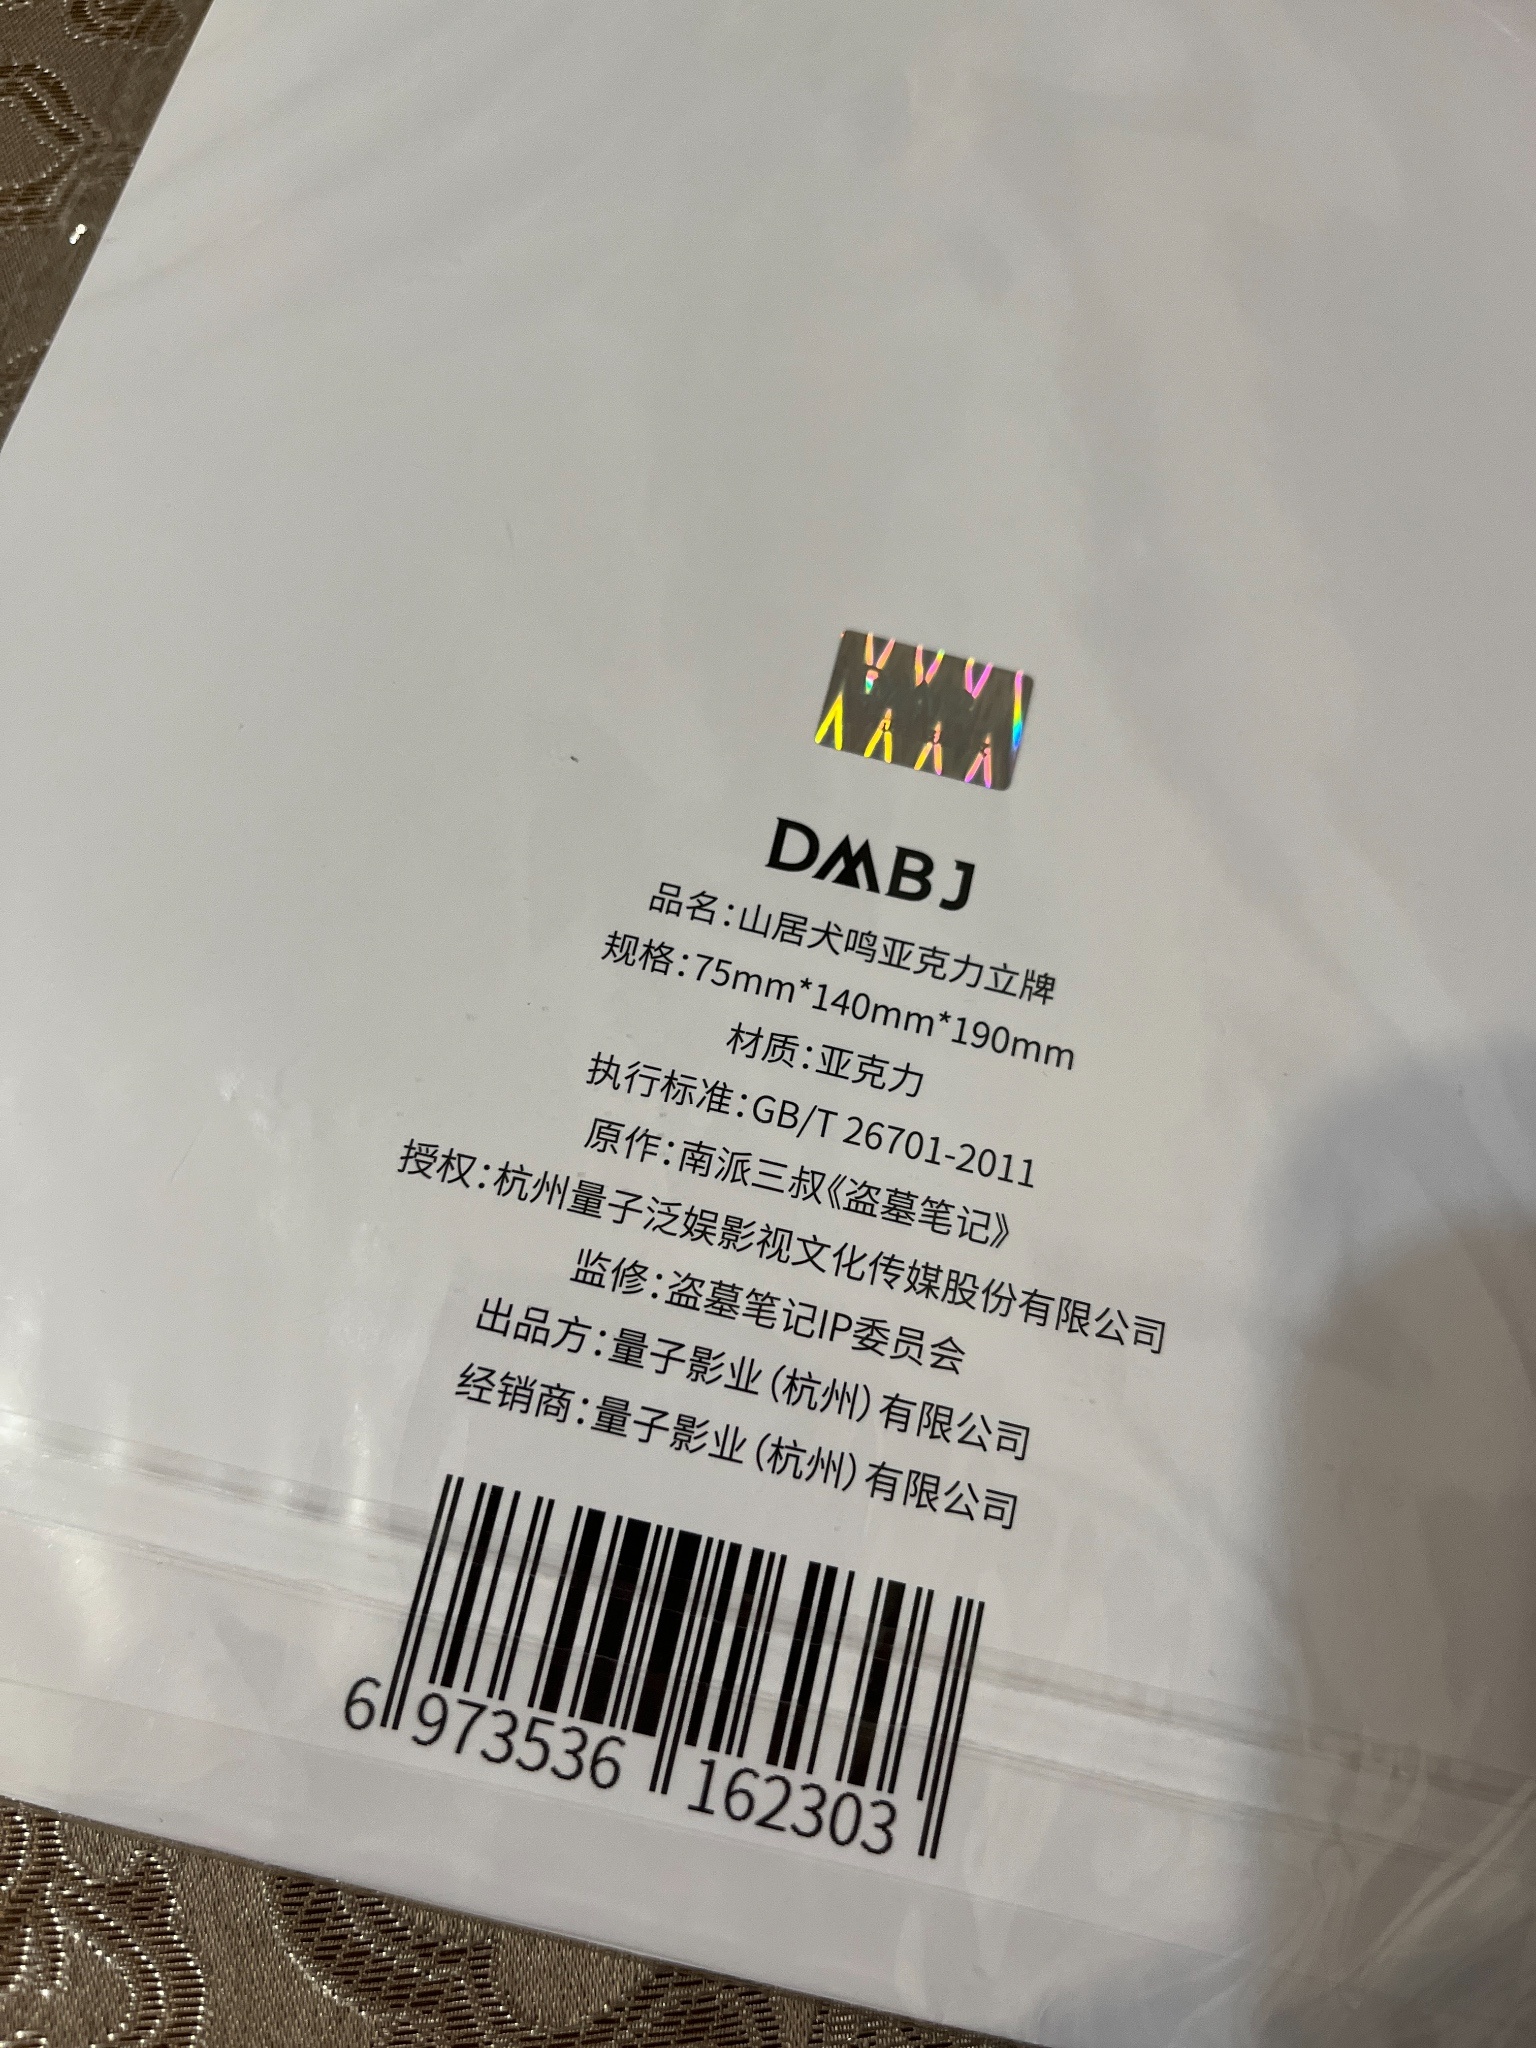 DMBJ
品名：山居犬鸣亚克力立牌
规格：75mm*140mm*190mm
材质：亚克力
执行标准：GB/T 26701-2011
原作：南派三叔《盗墓笔记》
授权：杭州量子泛娱影视文化传媒股份有限公司
监修：盗墓笔记IP委员会
出品方：量子影业（杭州）有限公司
经销商：量子影业（杭州）有限公司
6 973536 162303